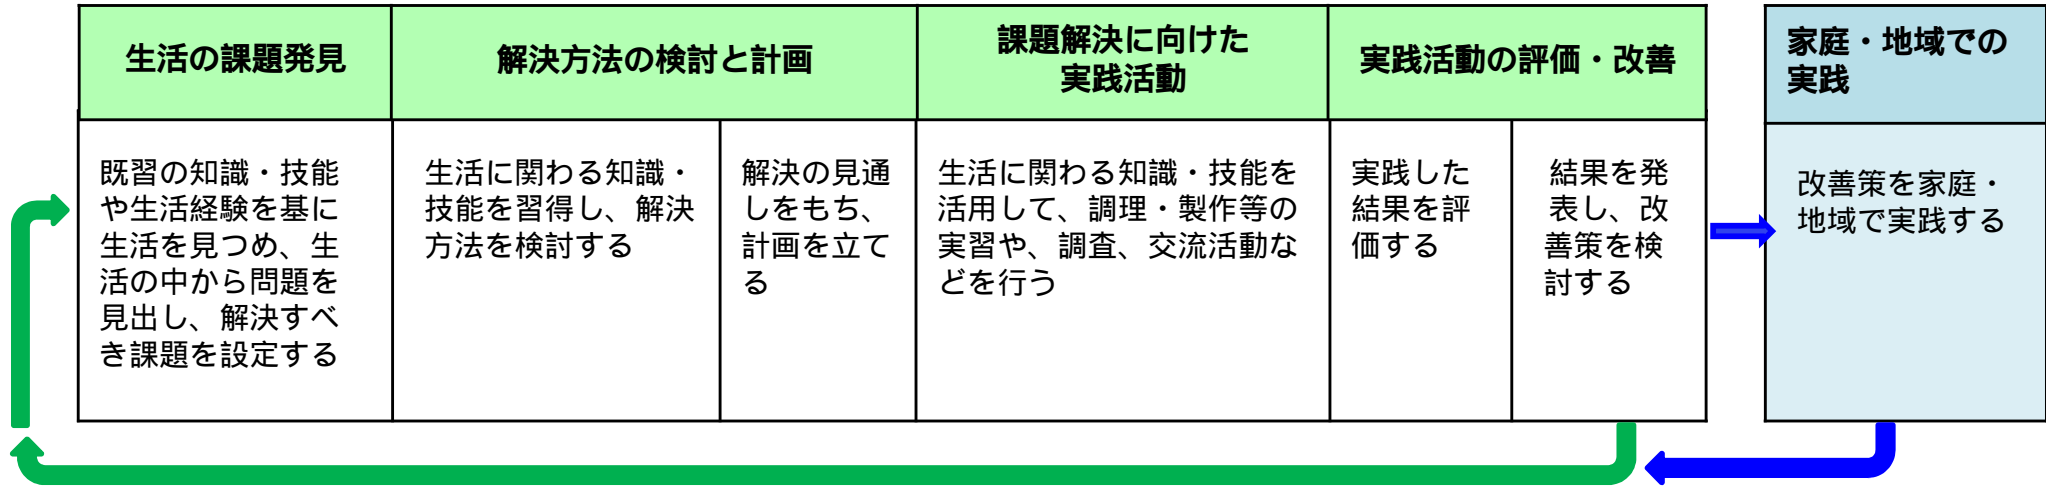 生活の課題発見
解決方法の検討と計画
課題解決に向けた
実践活動
実践活動の評価・改善
家庭・地域での
実践
既習の知識・技能
や生活経験を基に
生活を見つめ、生
活の中から問題を
見出し、解決すべ
き課題を設定する
生活に関わる知識・
技能を習得し、解決
方法を検討する
解決の見通
しをもち、
計画を立て
る
生活に関わる知識・技能を
活用して、調理・製作等の
実習や、調査、交流活動な
どを行う
実践した
結果を評
価する
結果を発
表し、改
善策を検
討する
改善策を家庭・
地域で実践する